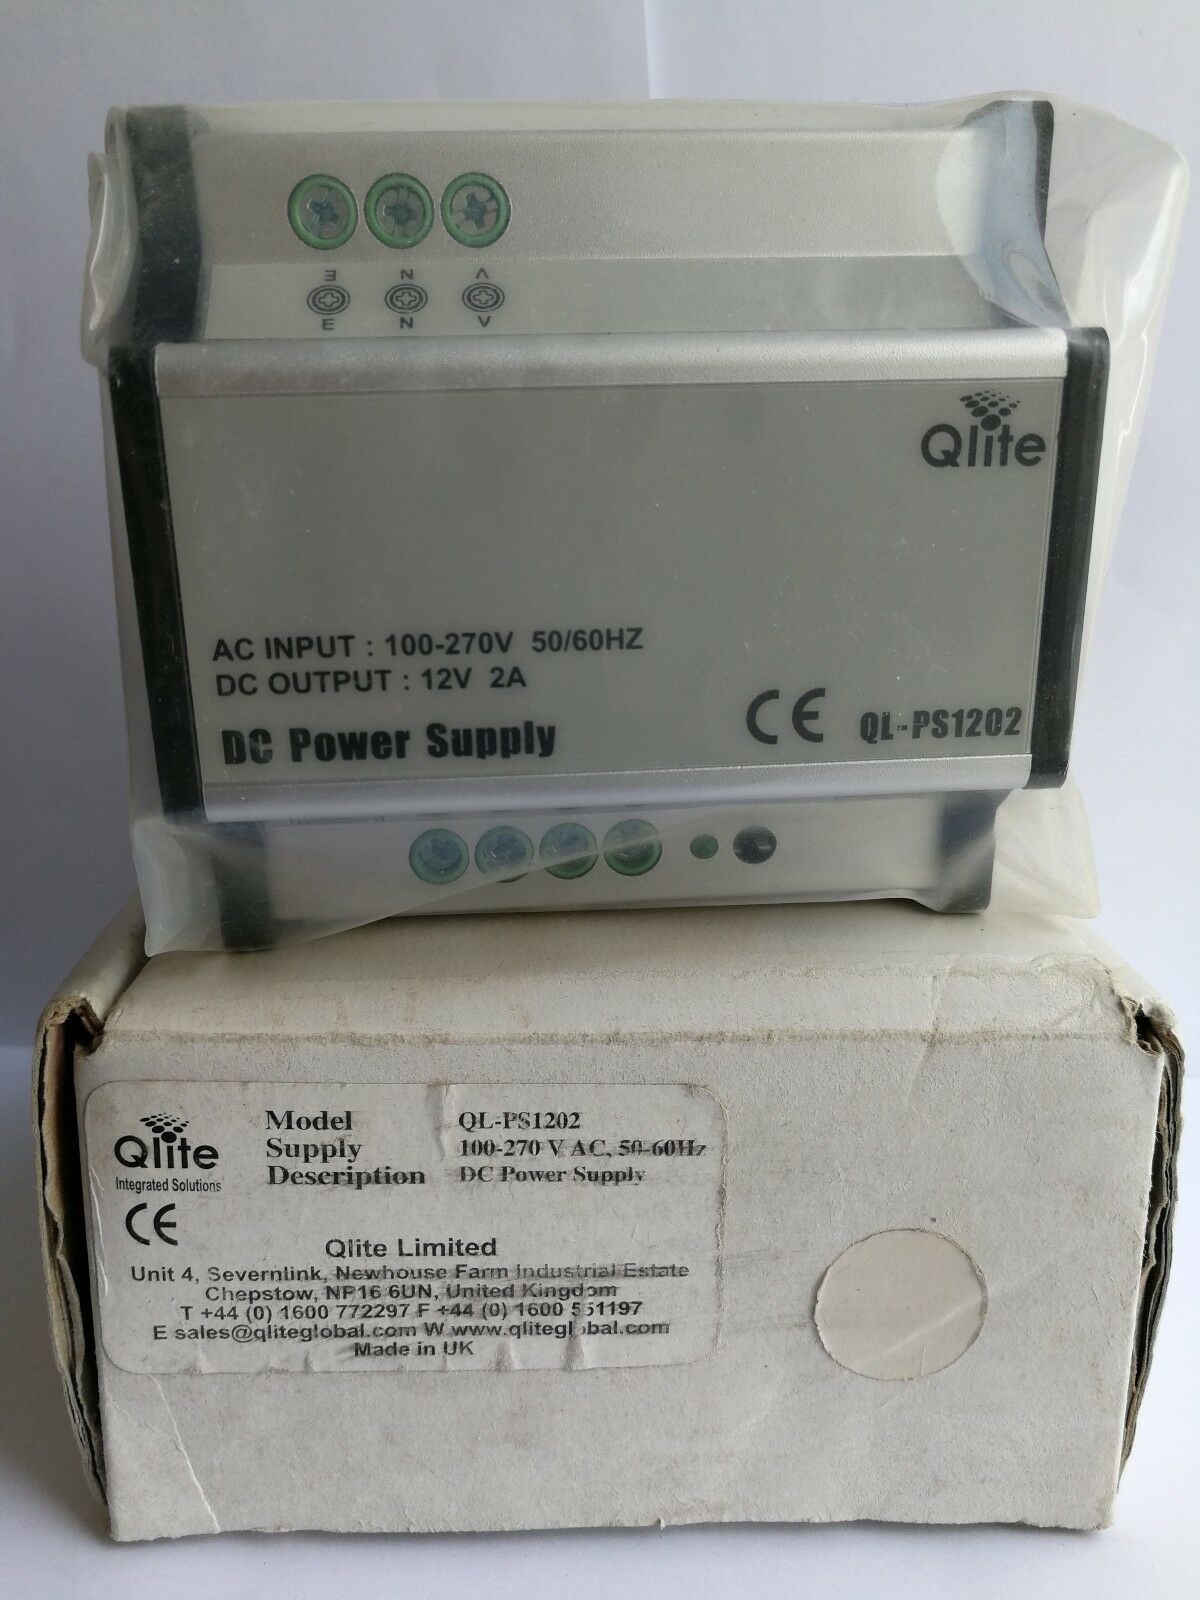 E N A
E N A
Qlite
AC INPUT : 100-270V 50/60HZ
DC OUTPUT : 12V 2A
DC Power Supply
CE QL-PS1202
Qlite
Integrated Solutions
CE
Model QL-PS1202
Supply 100-270 V AC, 50-60Hz
Description DC Power Supply
Qlite Limited
Unit 4, Severnlink, Newhouse Farm Industrial Estate
Chepstow, NP16 6UN, United Kingdom
T +44 (0) 1600 772297 F +44 (0) 1600 551197
E sales@qliteglobal.com W www.qliteglobal.com
Made in UK